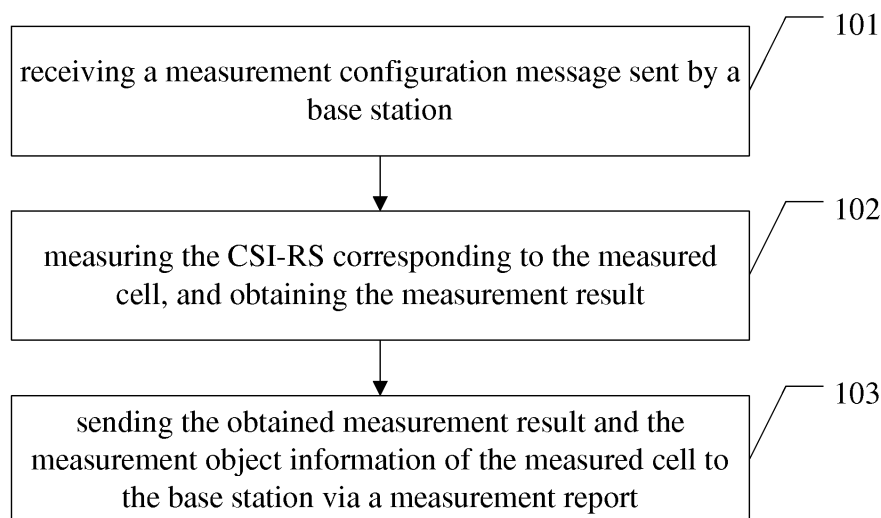 101
receiving a measurement configuration message sent by a
base station
102
measuring the CSI-RS corresponding to the measured
cell, and obtaining the measurement result
103
sending the obtained measurement result and the
measurement object information of the measured cell to
the base station via a measurement report